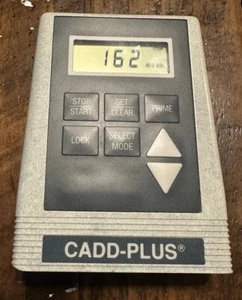 162
STOP
START
SET
CLEAR
PRIME
LOCK
SELECT
MODE
CADD-PLUS®